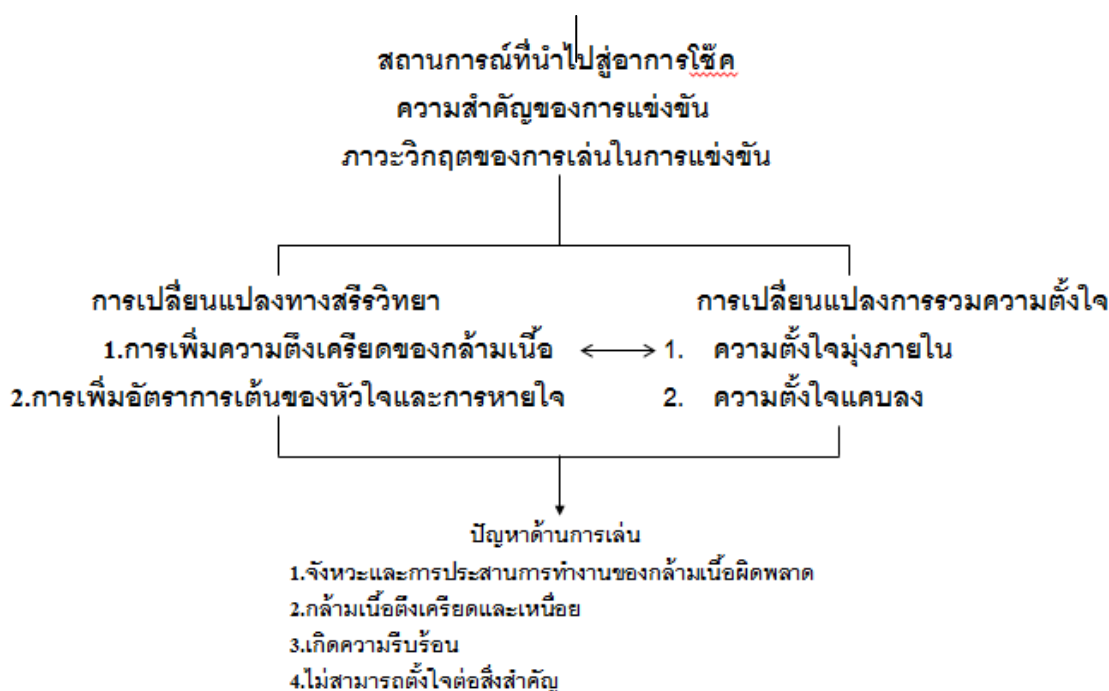 สถานการณ์ที่นำไปสู่อาการโช๊ค
ความสำคัญของการแข่งขัน
ภาวะวิกฤตของการเล่นในการแข่งขัน
การเปลี่ยนแปลงทางสรีรวิทยา
1.การเพิ่มความตึงเครียดของกล้ามเนื้อ
2.การเพิ่มอัตราการเต้นของหัวใจและการหายใจ
การเปลี่ยนแปลงการรวมความตั้งใจ
1. ความตั้งใจมุ่งภายใน
2. ความตั้งใจแคบลง
ปัญหาด้านการเล่น
1.จังหวะและการประสานการทำงานของกล้ามเนื้อผิดพลาด
2.กล้ามเนื้อตึงเครียดและเหนื่อย
3.เกิดความรีบร้อน
4.ไม่สามารถตั้งใจต่อสิ่งสำคัญ